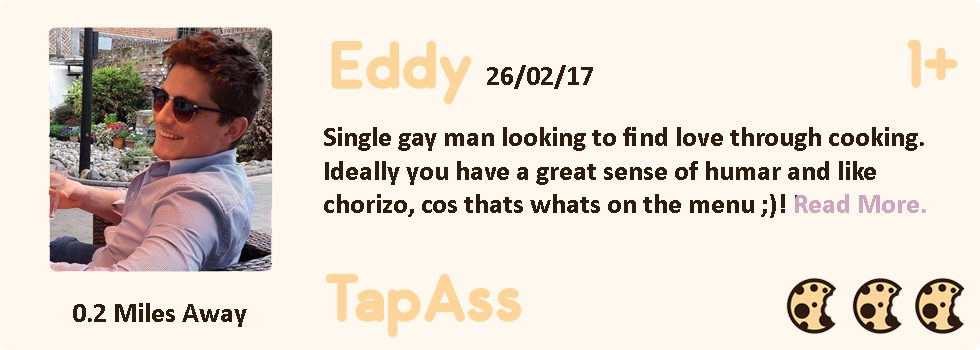 Eddy 26/02/17
1+
Single gay man looking to find love through cooking.
Ideally you have a great sense of humar and like
chorizo, cos thats whats on the menu ;)! Read More.
TapAss
0.2 Miles Away